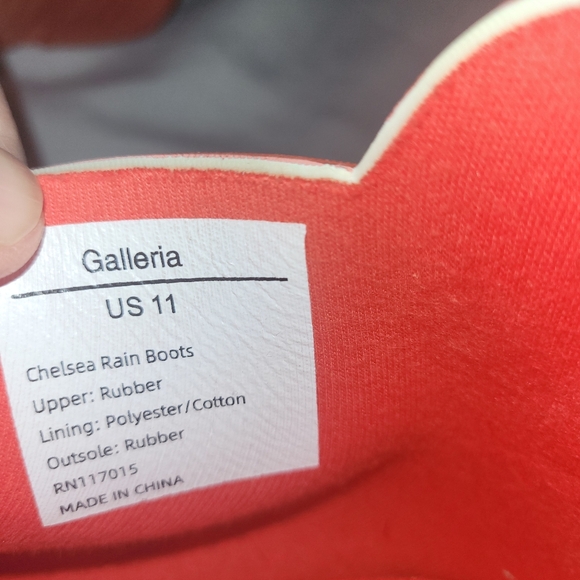 Galleria
US 11
Chelsea Rain Boots
Upper: Rubber
Lining: Polyester/Cotton
Outsole: Rubber
RN117015
MADE IN CHINA